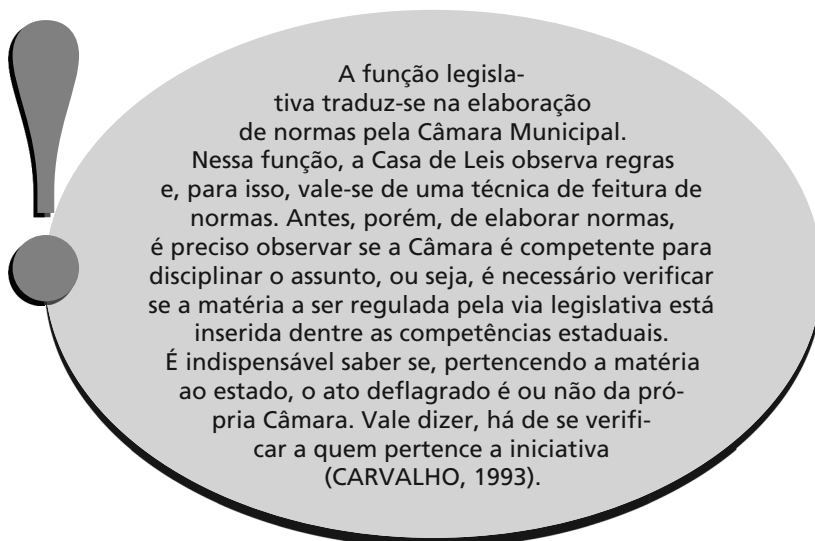 A função legisla-
tiva traduz-se na elaboração
de normas pela Câmara Municipal.
Nessa função, a Casa de Leis observa regras
e, para isso, vale-se de uma técnica de feitura de
normas. Antes, porém, de elaborar normas,
é preciso observar se a Câmara é competente para
disciplinar o assunto, ou seja, é necessário verificar
se a matéria a ser regulada pela via legislativa está
inserida dentre as competências estaduais.
É indispensável saber se, pertencendo a matéria
ao estado, o ato deflagrado é ou não da pró-
pria Câmara. Vale dizer, há de se verifi-
car a quem pertence a iniciativa
(CARVALHO, 1993).